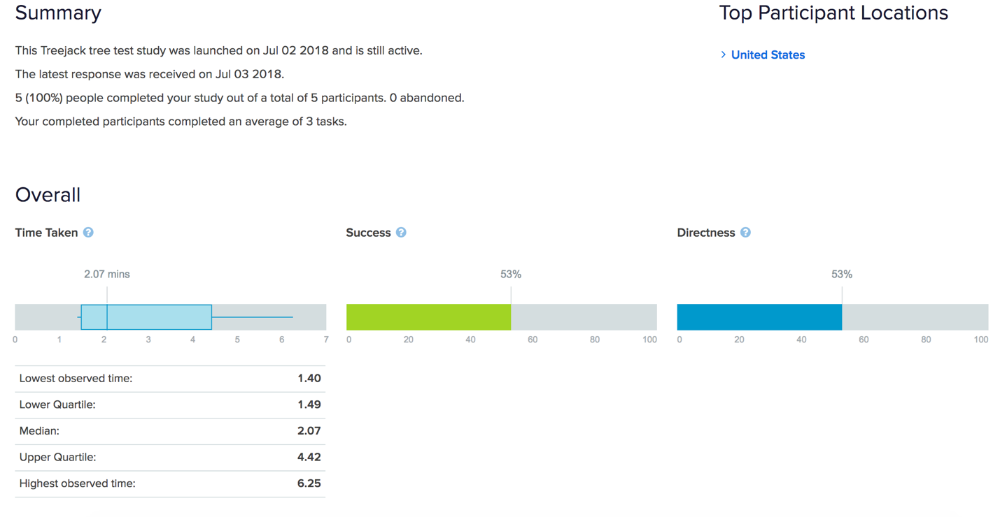 Summary
Top Participant Locations
This Treejack tree test study was launched on Jul 02 2018 and is still active.
> United States
The latest response was received on Jul 03 2018.
5 (100%) people completed your study out of a total of 5 participants. 0 abandoned.
Your completed participants completed an average of 3 tasks.
Overall
Time Taken ?
Success ?
Directness ?
2.07 mins
53%
53%
0 1 2 3 4 5 6 7
0 20 40 60 80 100
0 20 40 60 80 100
Lowest observed time: 1.40
Lower Quartile: 1.49
Median: 2.07
Upper Quartile: 4.42
Highest observed time: 6.25